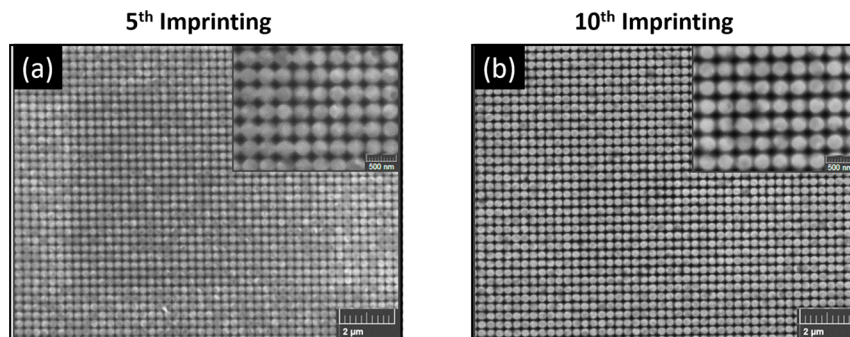 5th Imprinting
10th Imprinting
(a)
500 nm
2 µm
(b)
500 nm
2 µm